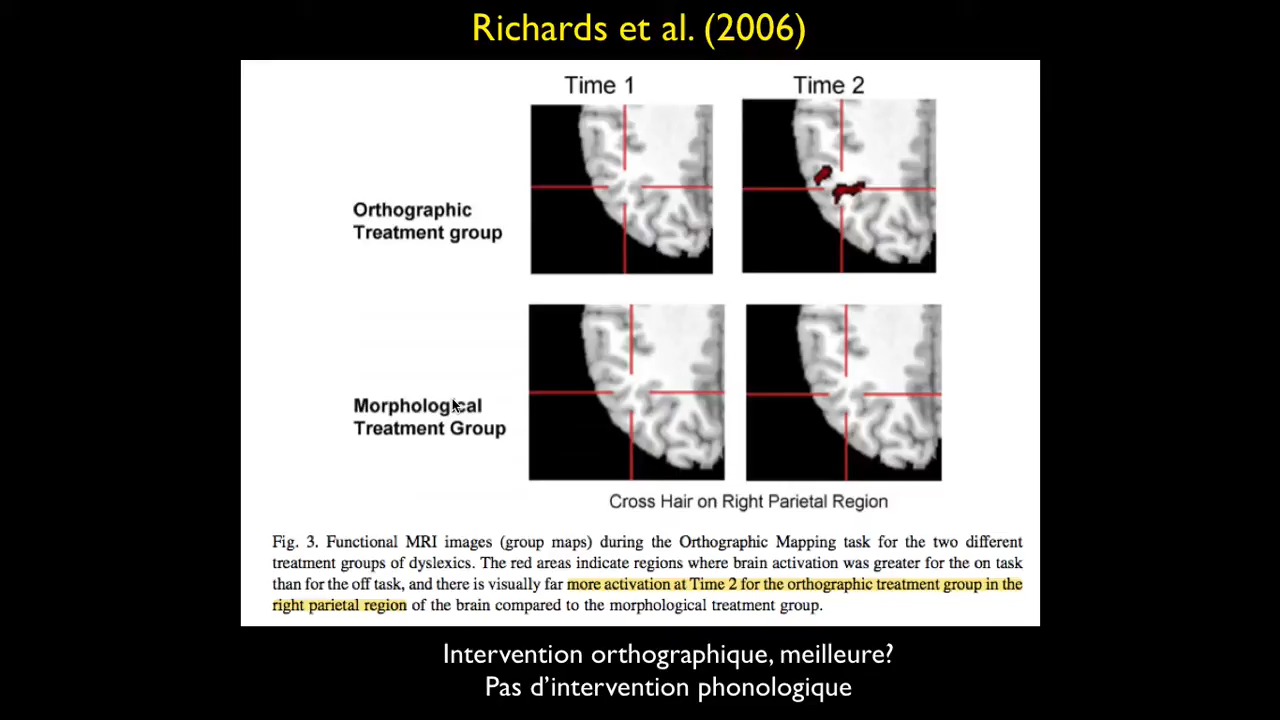 Richards et al. (2006)
Time 1
Time 2
Orthographic
Treatment group
Morphological
Treatment Group
Cross Hair on Right Parietal Region
Fig. 3. Functional MRI images (group maps) during the Orthographic Mapping task for the two different
treatment groups of dyslexics. The red areas indicate regions where brain activation was greater for the on task
than for the off task, and there is visually far more activation at Time 2 for the orthographic treatment group in the
right parietal region of the brain compared to the morphological treatment group.
Intervention orthographique, meilleure?
Pas d’intervention phonologique